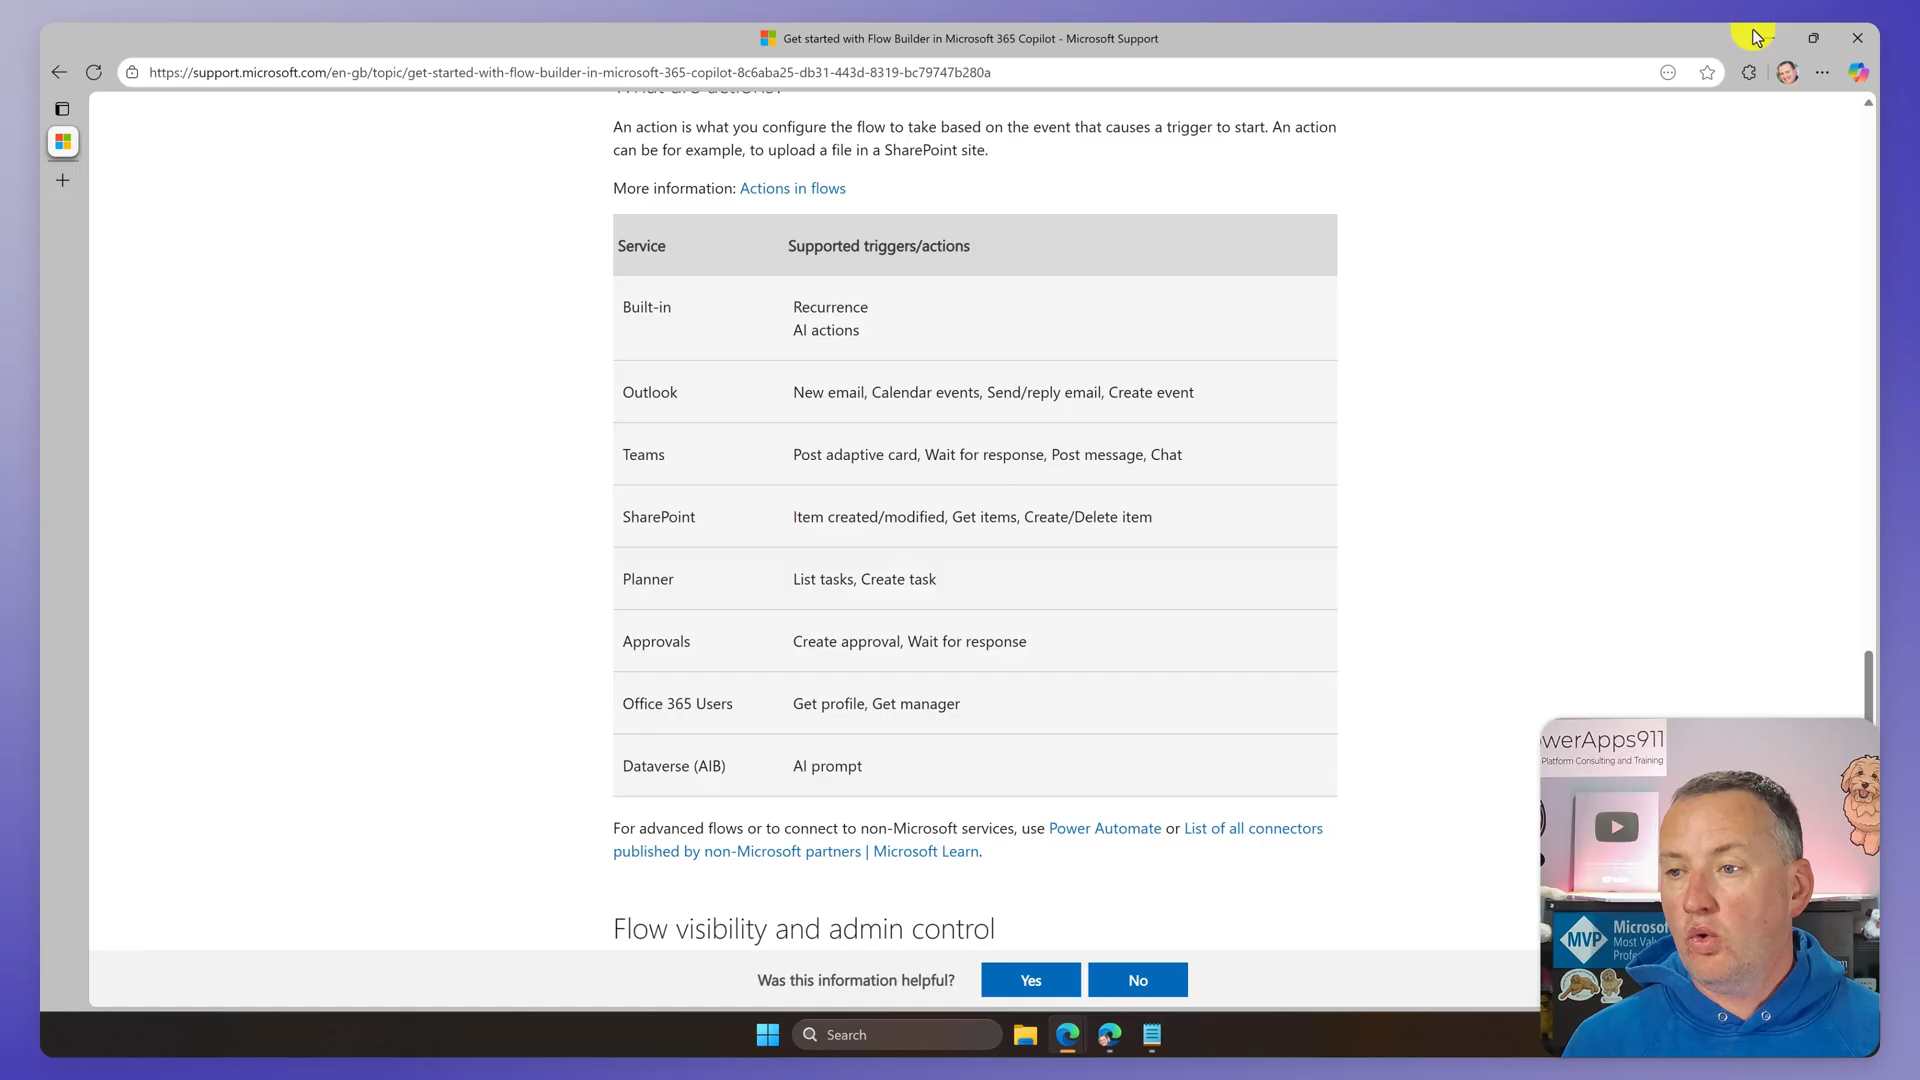 Get started with Flow Builder in Microsoft 365 Copilot - Microsoft Support
https://support.microsoft.com/en-gb/topic/get-started-with-flow-builder-in-microsoft-365-copilot-8c6aba25-db31-443d-8319-bc79747b280a
What are actions?
An action is what you configure the flow to take based on the event that causes a trigger to start. An action
can be for example, to upload a file in a SharePoint site.
More information: Actions in flows
Service Supported triggers/actions
Built-in Recurrence
AI actions
Outlook New email, Calendar events, Send/reply email, Create event
Teams Post adaptive card, Wait for response, Post message, Chat
SharePoint Item created/modified, Get items, Create/Delete item
Planner List tasks, Create task
Approvals Create approval, Wait for response
Office 365 Users Get profile, Get manager
Dataverse (AIB) AI prompt
For advanced flows or to connect to non-Microsoft services, use Power Automate or List of all connectors
published by non-Microsoft partners | Microsoft Learn.
Flow visibility and admin control
Was this information helpful? Yes No
Search
owerApps911
Platform Consulting and Training
MVP
Microsof
Most Val
Profe